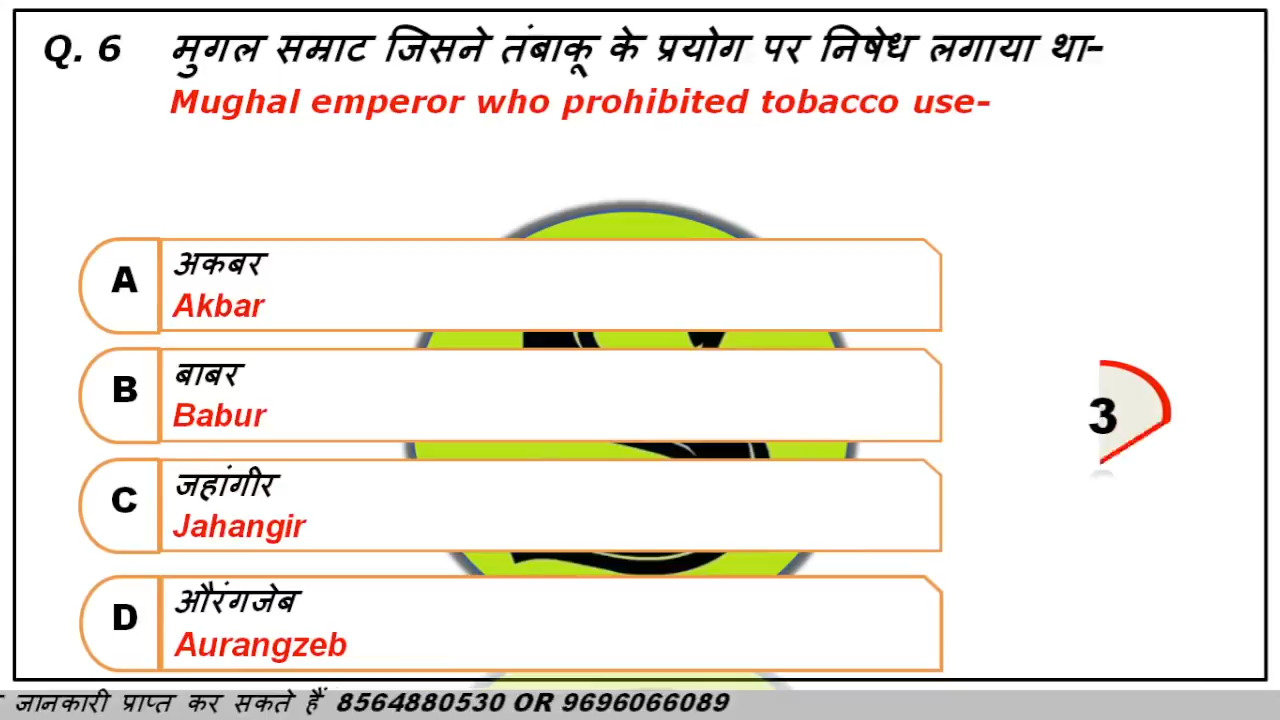 Q. 6 मुगल सम्राट जिसने तंबाकू के प्रयोग पर निषेध लगाया था-
Mughal emperor who prohibited tobacco use-
A अकबर
Akbar
B बाबर
Babur
3
C जहांगीर
Jahangir
D औरंगजेब
Aurangzeb
जानकारी प्राप्त कर सकते हैं 8564880530 OR 9696066089